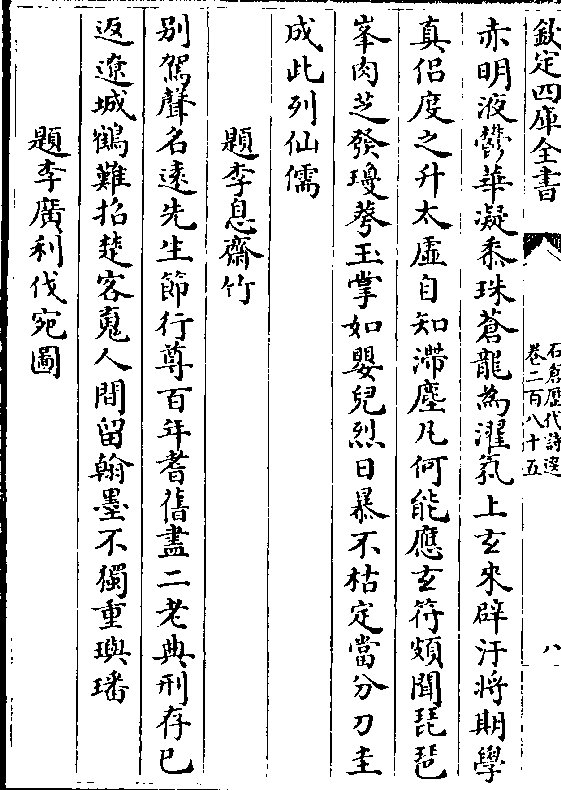 欽定四庫全書
石倉歷代詩選
卷二百八十五
八
赤明液鬱華凝黍珠蒼龍為濯氣上玄來辟汙將期學
真侣度之升太虛自知滯塵凡何能應玄符頗聞琵琶
峯肉芝發瓊蕚玉掌如嬰兒烈日暴不枯定當分刀圭
成此列仙儒
題李息齋竹
别駕聲名遠先生節行尊百年耆舊盡二老典刑存已
返遼城鶴難招楚客䰟人間留翰墨不獨重璵璠
題李廣利伐宛圖